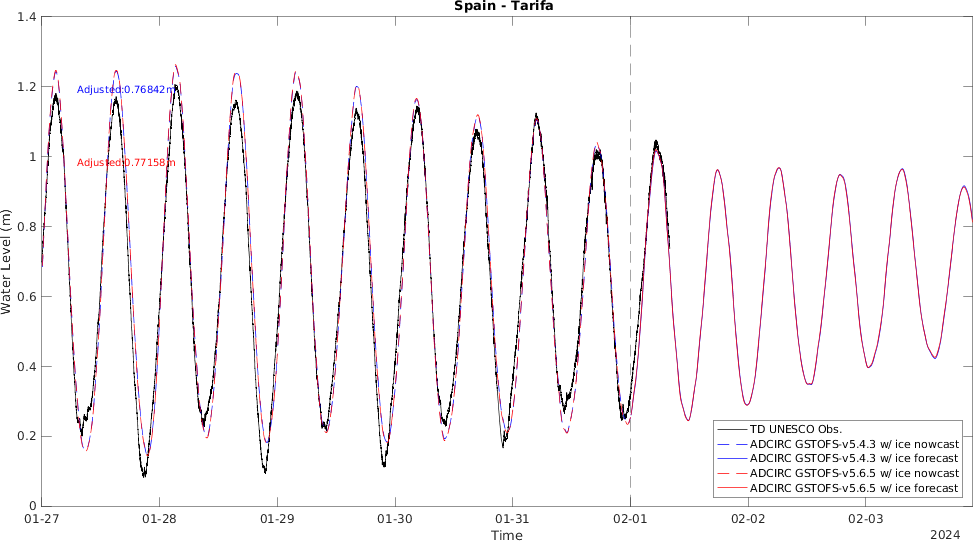 Spain - Tarifa
1.4
1.2
1
0.8
0.6
0.4
0.2
0
Water Level (m)
Adjusted:0.76842m
Adjusted:0.77158m
TD UNESCO Obs.
ADCIRC GSTOFS-v5.4.3 w/ ice nowcast
ADCIRC GSTOFS-v5.4.3 w/ ice forecast
ADCIRC GSTOFS-v5.6.5 w/ ice nowcast
ADCIRC GSTOFS-v5.6.5 w/ ice forecast
01-27 01-28 01-29 01-30 01-31 02-01 02-02 02-03
Time
2024